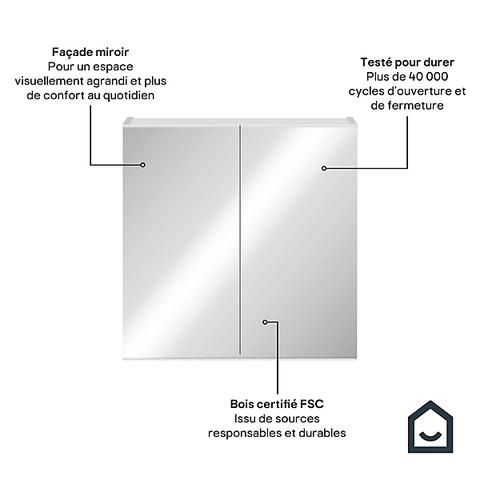 Façade miroir
Pour un espace
visuellement agrandi et plus
de confort au quotidien
Testé pour durer
Plus de 40 000
cycles d'ouverture et
de fermeture
Bois certifié FSC
Issu de sources
responsables et durables